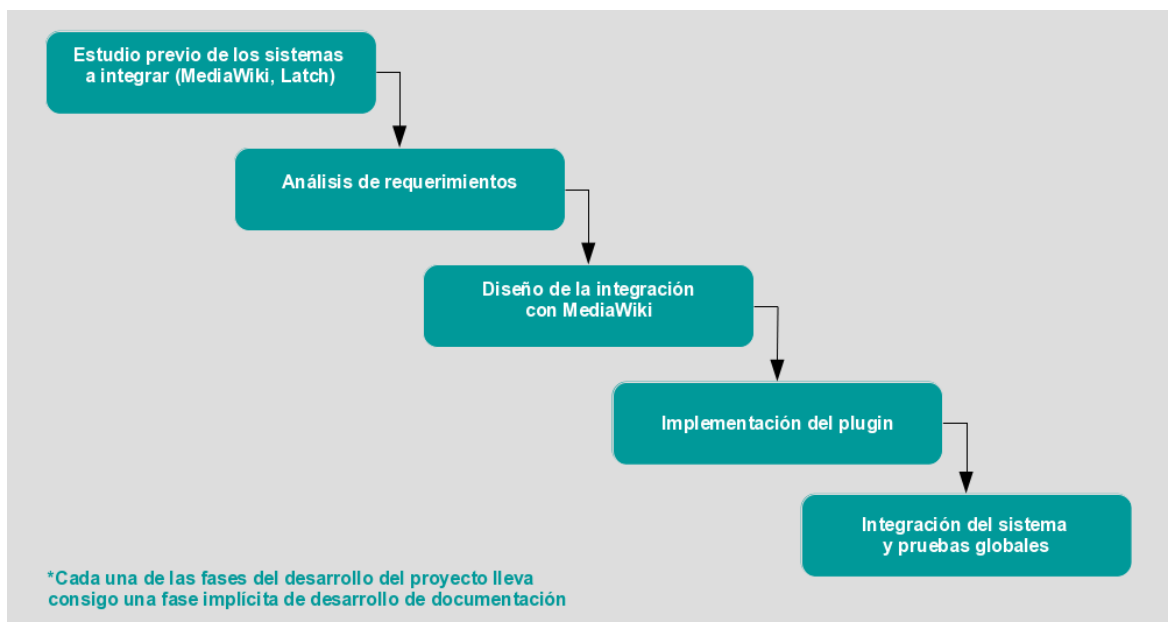 Estudio previo de los sistemas
a integrar (MediaWiki, Latch)
Análisis de requerimientos
Diseño de la integración
con MediaWiki
Implementación del plugin
Integración del sistema
y pruebas globales
*Cada una de las fases del desarrollo del proyecto lleva
consigo una fase implícita de desarrollo de documentación